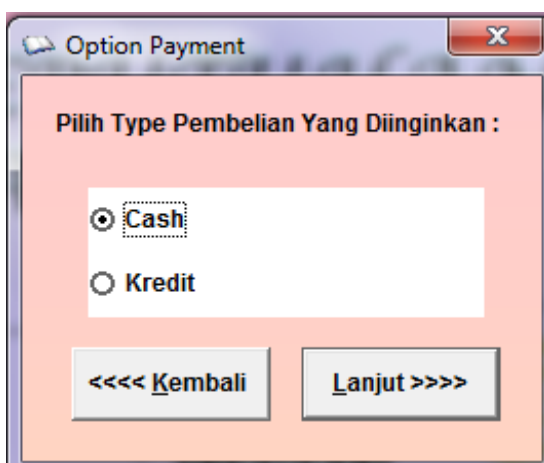 Option Payment
Pilih Type Pembelian Yang Diinginkan :
Cash
Kredit
<<<< Kembali
Lanjut >>>>